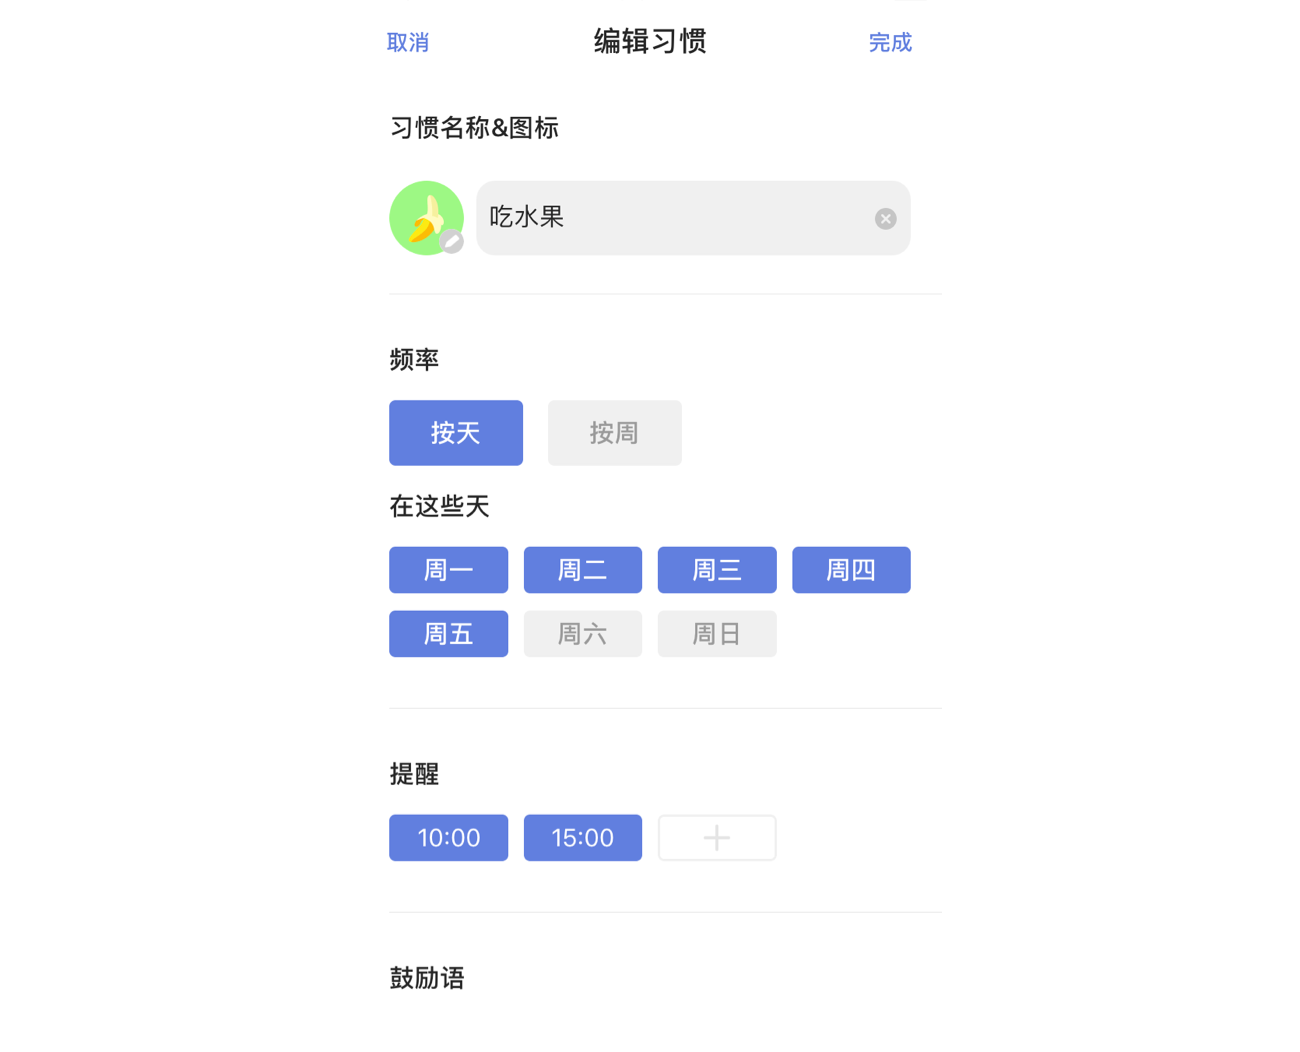 取消 编辑习惯 完成
习惯名称&图标
吃水果
频率
按天 按周
在这些天
周一 周二 周三 周四
周五 周六 周日
提醒
10:00 15:00
鼓励语